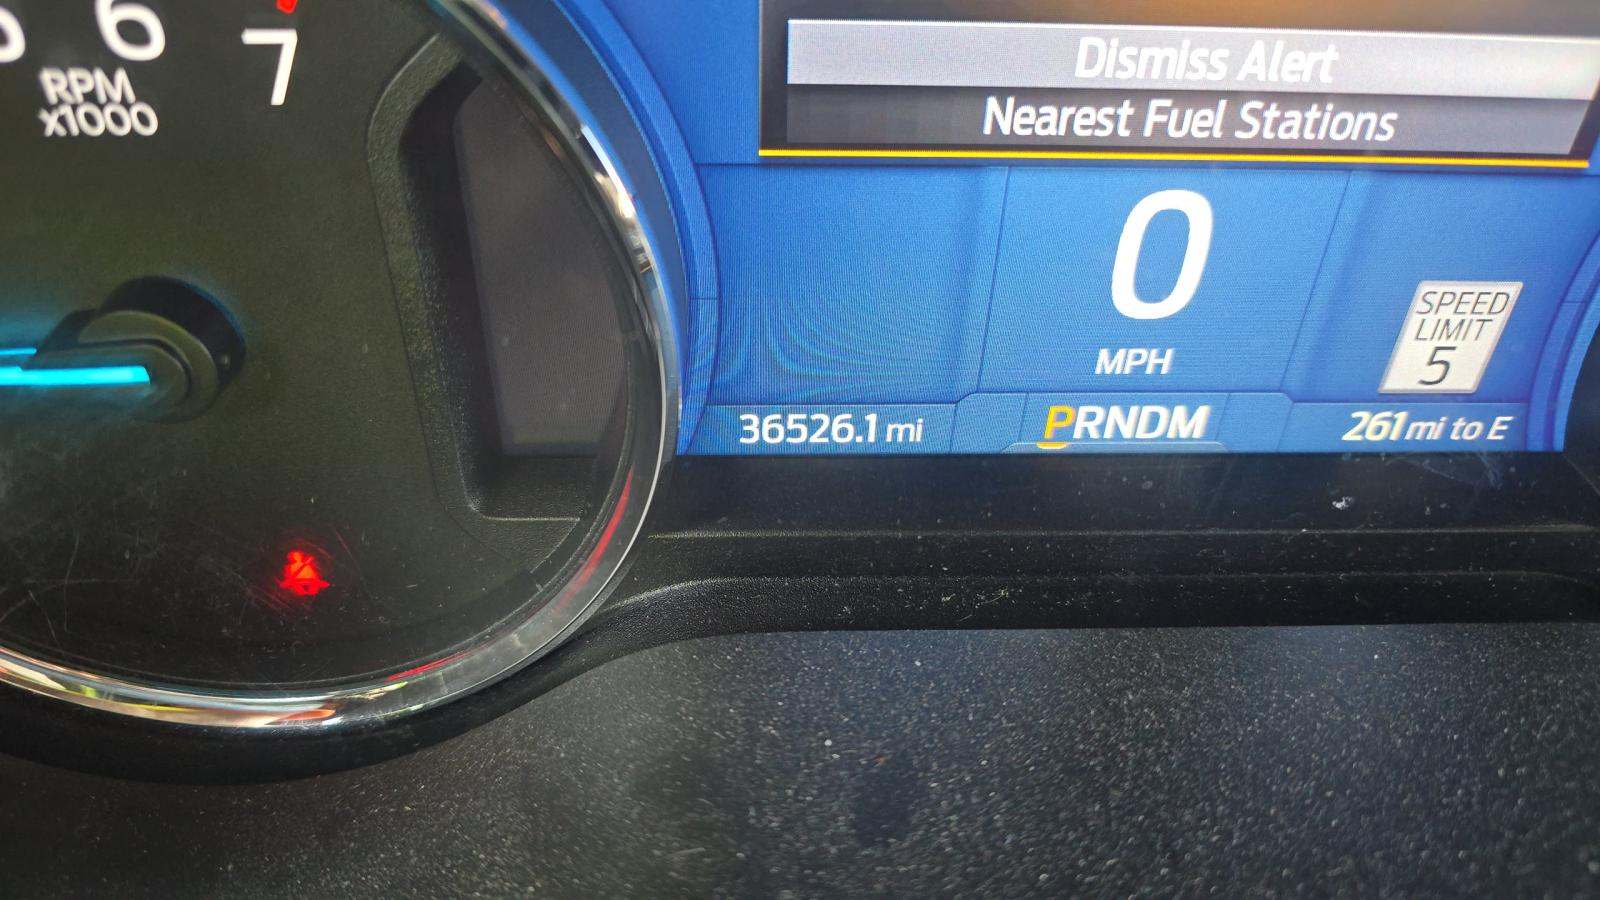 6
7
RPM
x1000
Dismiss Alert
Nearest Fuel Stations
0
MPH
SPEED
LIMIT
5
36526.1 mi
PRNDM
261 mi to E